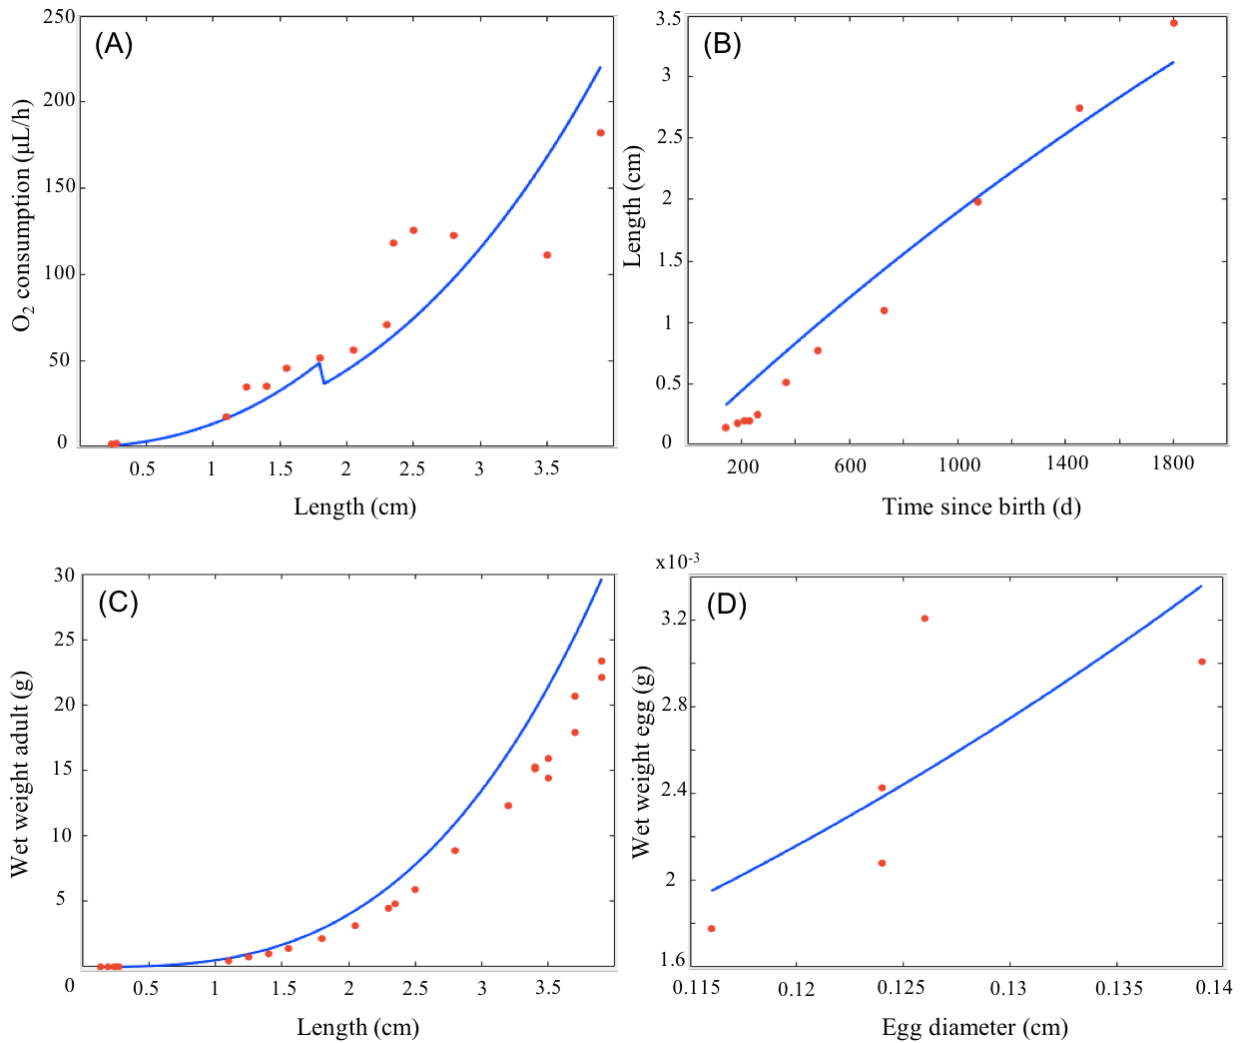 (A)
250
200
150
100
50
0
O2 consumption (μL/h)
0.5 1 1.5 2 2.5 3 3.5
Length (cm)
(B)
3.5
3
2.5
2
1.5
1
0.5
0
Length (cm)
200 600 1000 1400 1800
Time since birth (d)
(C)
30
25
20
15
10
5
0
Wet weight adult (g)
0.5 1 1.5 2 2.5 3 3.5
Length (cm)
x10-3
(D)
3.2
2.8
2.4
2
1.6
Wet weight egg (g)
0.115 0.12 0.125 0.13 0.135 0.14
Egg diameter (cm)